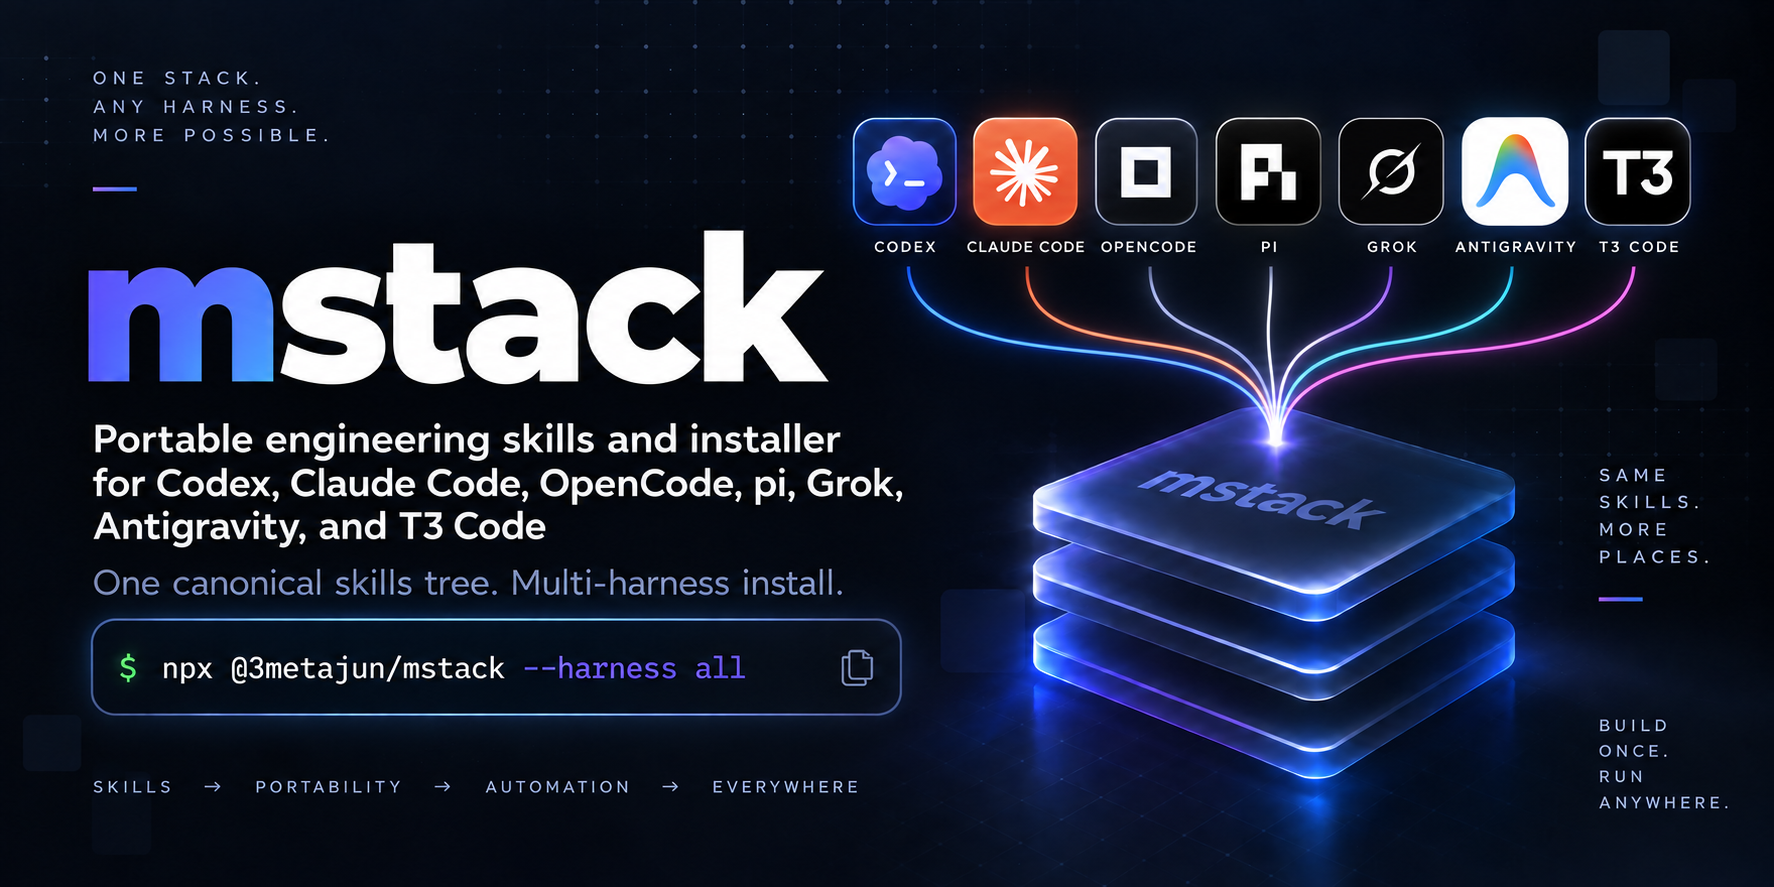 ONE STACK.
ANY HARNESS.
MORE POSSIBLE.
mstack
Portable engineering skills and installer
for Codex, Claude Code, OpenCode, pi, Grok,
Antigravity, and T3 Code
One canonical skills tree. Multi-harness install.
$ npx @3metajun/mstack --harness all
SKILLS → PORTABILITY → AUTOMATION → EVERYWHERE
T3
CODEX CLAUDE CODE OPENCODE PI GROK ANTIGRAVITY T3 CODE
mstack
SAME
SKILLS.
MORE
PLACES.
BUILD
ONCE.
RUN
ANYWHERE.